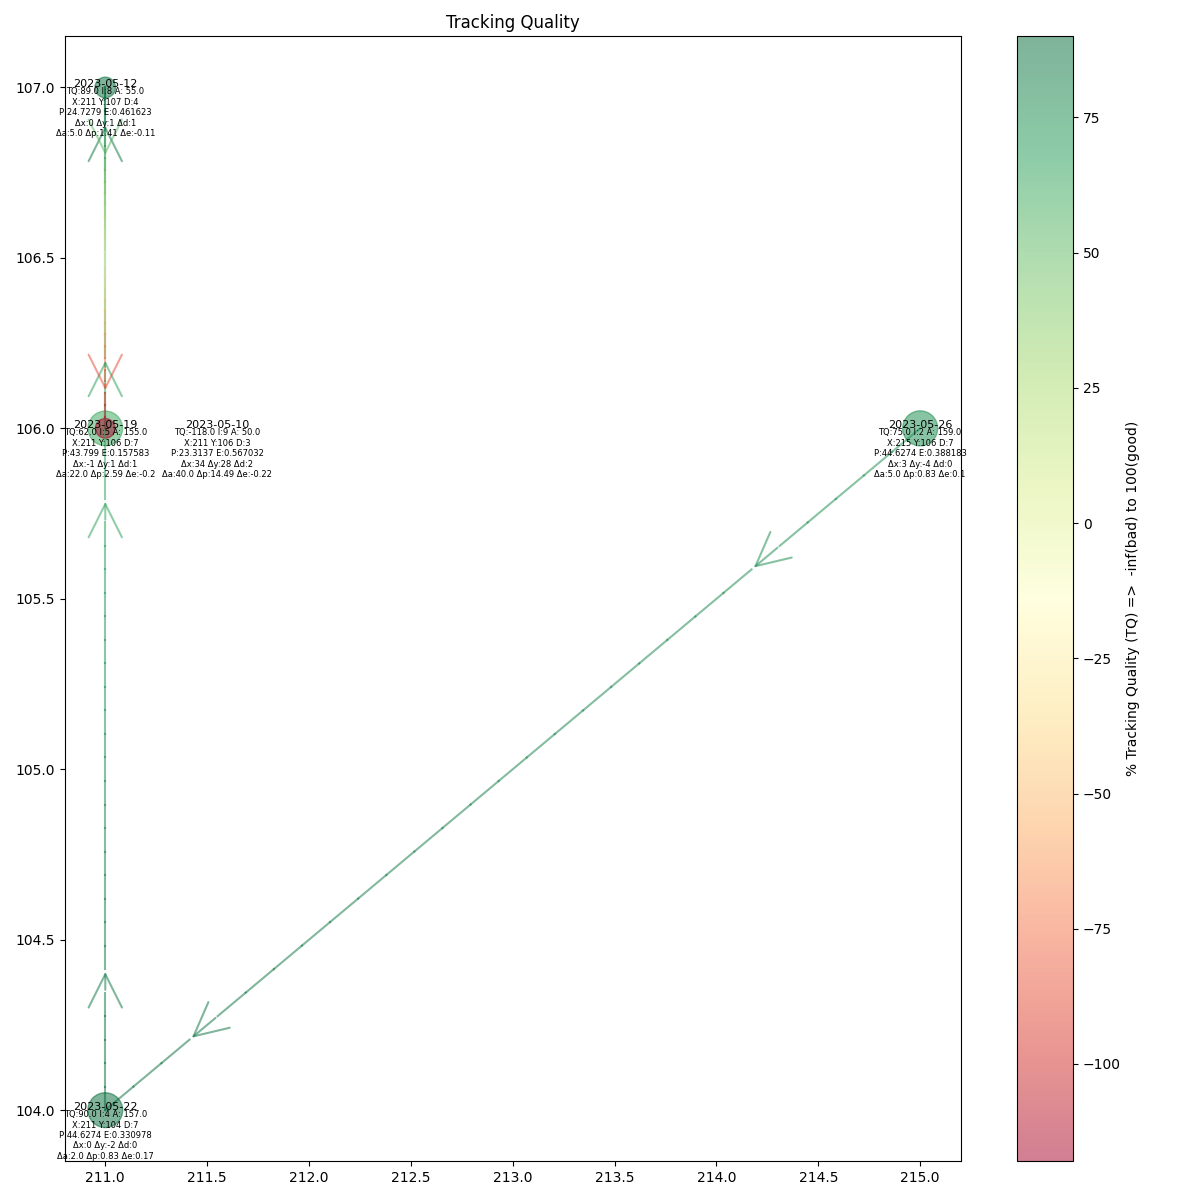 Tracking Quality
107.0
106.5
106.0
105.5
105.0
104.5
104.0
2023-05-12
TQ:89.0 I:8 A: 55.0
X:211 Y:107 D:4
P:24.7279 E:0.461623
Δx:0 Δy:1 Δd:1
Δa:5.0 Δp:1.41 Δe:-0.11
2023-05-19
TQ:62.0 I:5 A: 155.0
X:211 Y:106 D:7
P:43.799 E:0.157583
Δx:-1 Δy:1 Δd:1
Δa:22.0 Δp:2.59 Δe:-0.2
2023-05-10
TQ:-118.0 I:9 A: 50.0
X:211 Y:106 D:3
P:23.3137 E:0.567032
Δx:34 Δy:28 Δd:2
Δa:40.0 Δp:14.49 Δe:-0.22
2023-05-26
TQ:75.0 I:2 A: 159.0
X:215 Y:106 D:7
P:44.6274 E:0.388183
Δx:3 Δy:-4 Δd:0
Δa:5.0 Δp:0.83 Δe:0.1
2023-05-22
TQ:90.0 I:4 A: 157.0
X:211 Y:104 D:7
P:44.6274 E:0.330978
Δx:0 Δy:-2 Δd:0
Δa:2.0 Δp:0.83 Δe:0.17
211.0
211.5
212.0
212.5
213.0
213.5
214.0
214.5
215.0
75
50
25
0
−25
−50
−75
−100
% Tracking Quality (TQ) => -inf(bad) to 100(good)